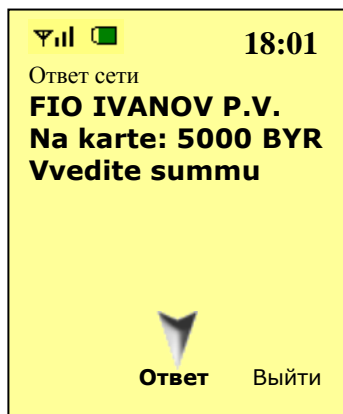 18:01
Ответ сети
FIO IVANOV P.V.
Na karte: 5000 BYR
Vvedite summu
Ответ Выйти